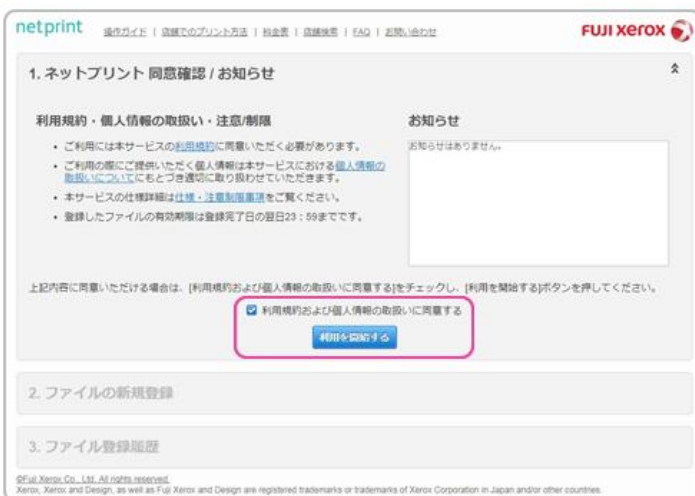 netprint 操作ガイド | 店舗でのプリント方法 | 料金表 | 店舗検索 | FAQ | お問い合わせ FUJI XEROX
1. ネットプリント 同意確認 / お知らせ
利用規約・個人情報の取扱い・注意/制限
・ ご利用には本サービスの利用規約に同意いただく必要があります。
・ ご利用の際にご提供いただく個人情報は本サービスにおける個人情報の
取扱いについてにもとづき適切に取り扱わせていただきます。
・ 本サービスの仕様詳細は仕様・注意制限事項をご覧ください。
・ 登録したファイルの有効期限は登録完了日の翌日23：59までです。
お知らせ
お知らせはありません。
上記内容に同意いただける場合は、[利用規約および個人情報の取扱いに同意する]をチェックし、[利用を開始する]ボタンを押してください。
利用規約および個人情報の取扱いに同意する
利用を開始する
2. ファイルの新規登録
3. ファイル登録履歴
©Fuji Xerox Co., Ltd. All rights reserved.
Xerox, Xerox and Design, as well as Fuji Xerox and Design are registered trademarks or trademarks of Xerox Corporation in Japan and/or other countries.